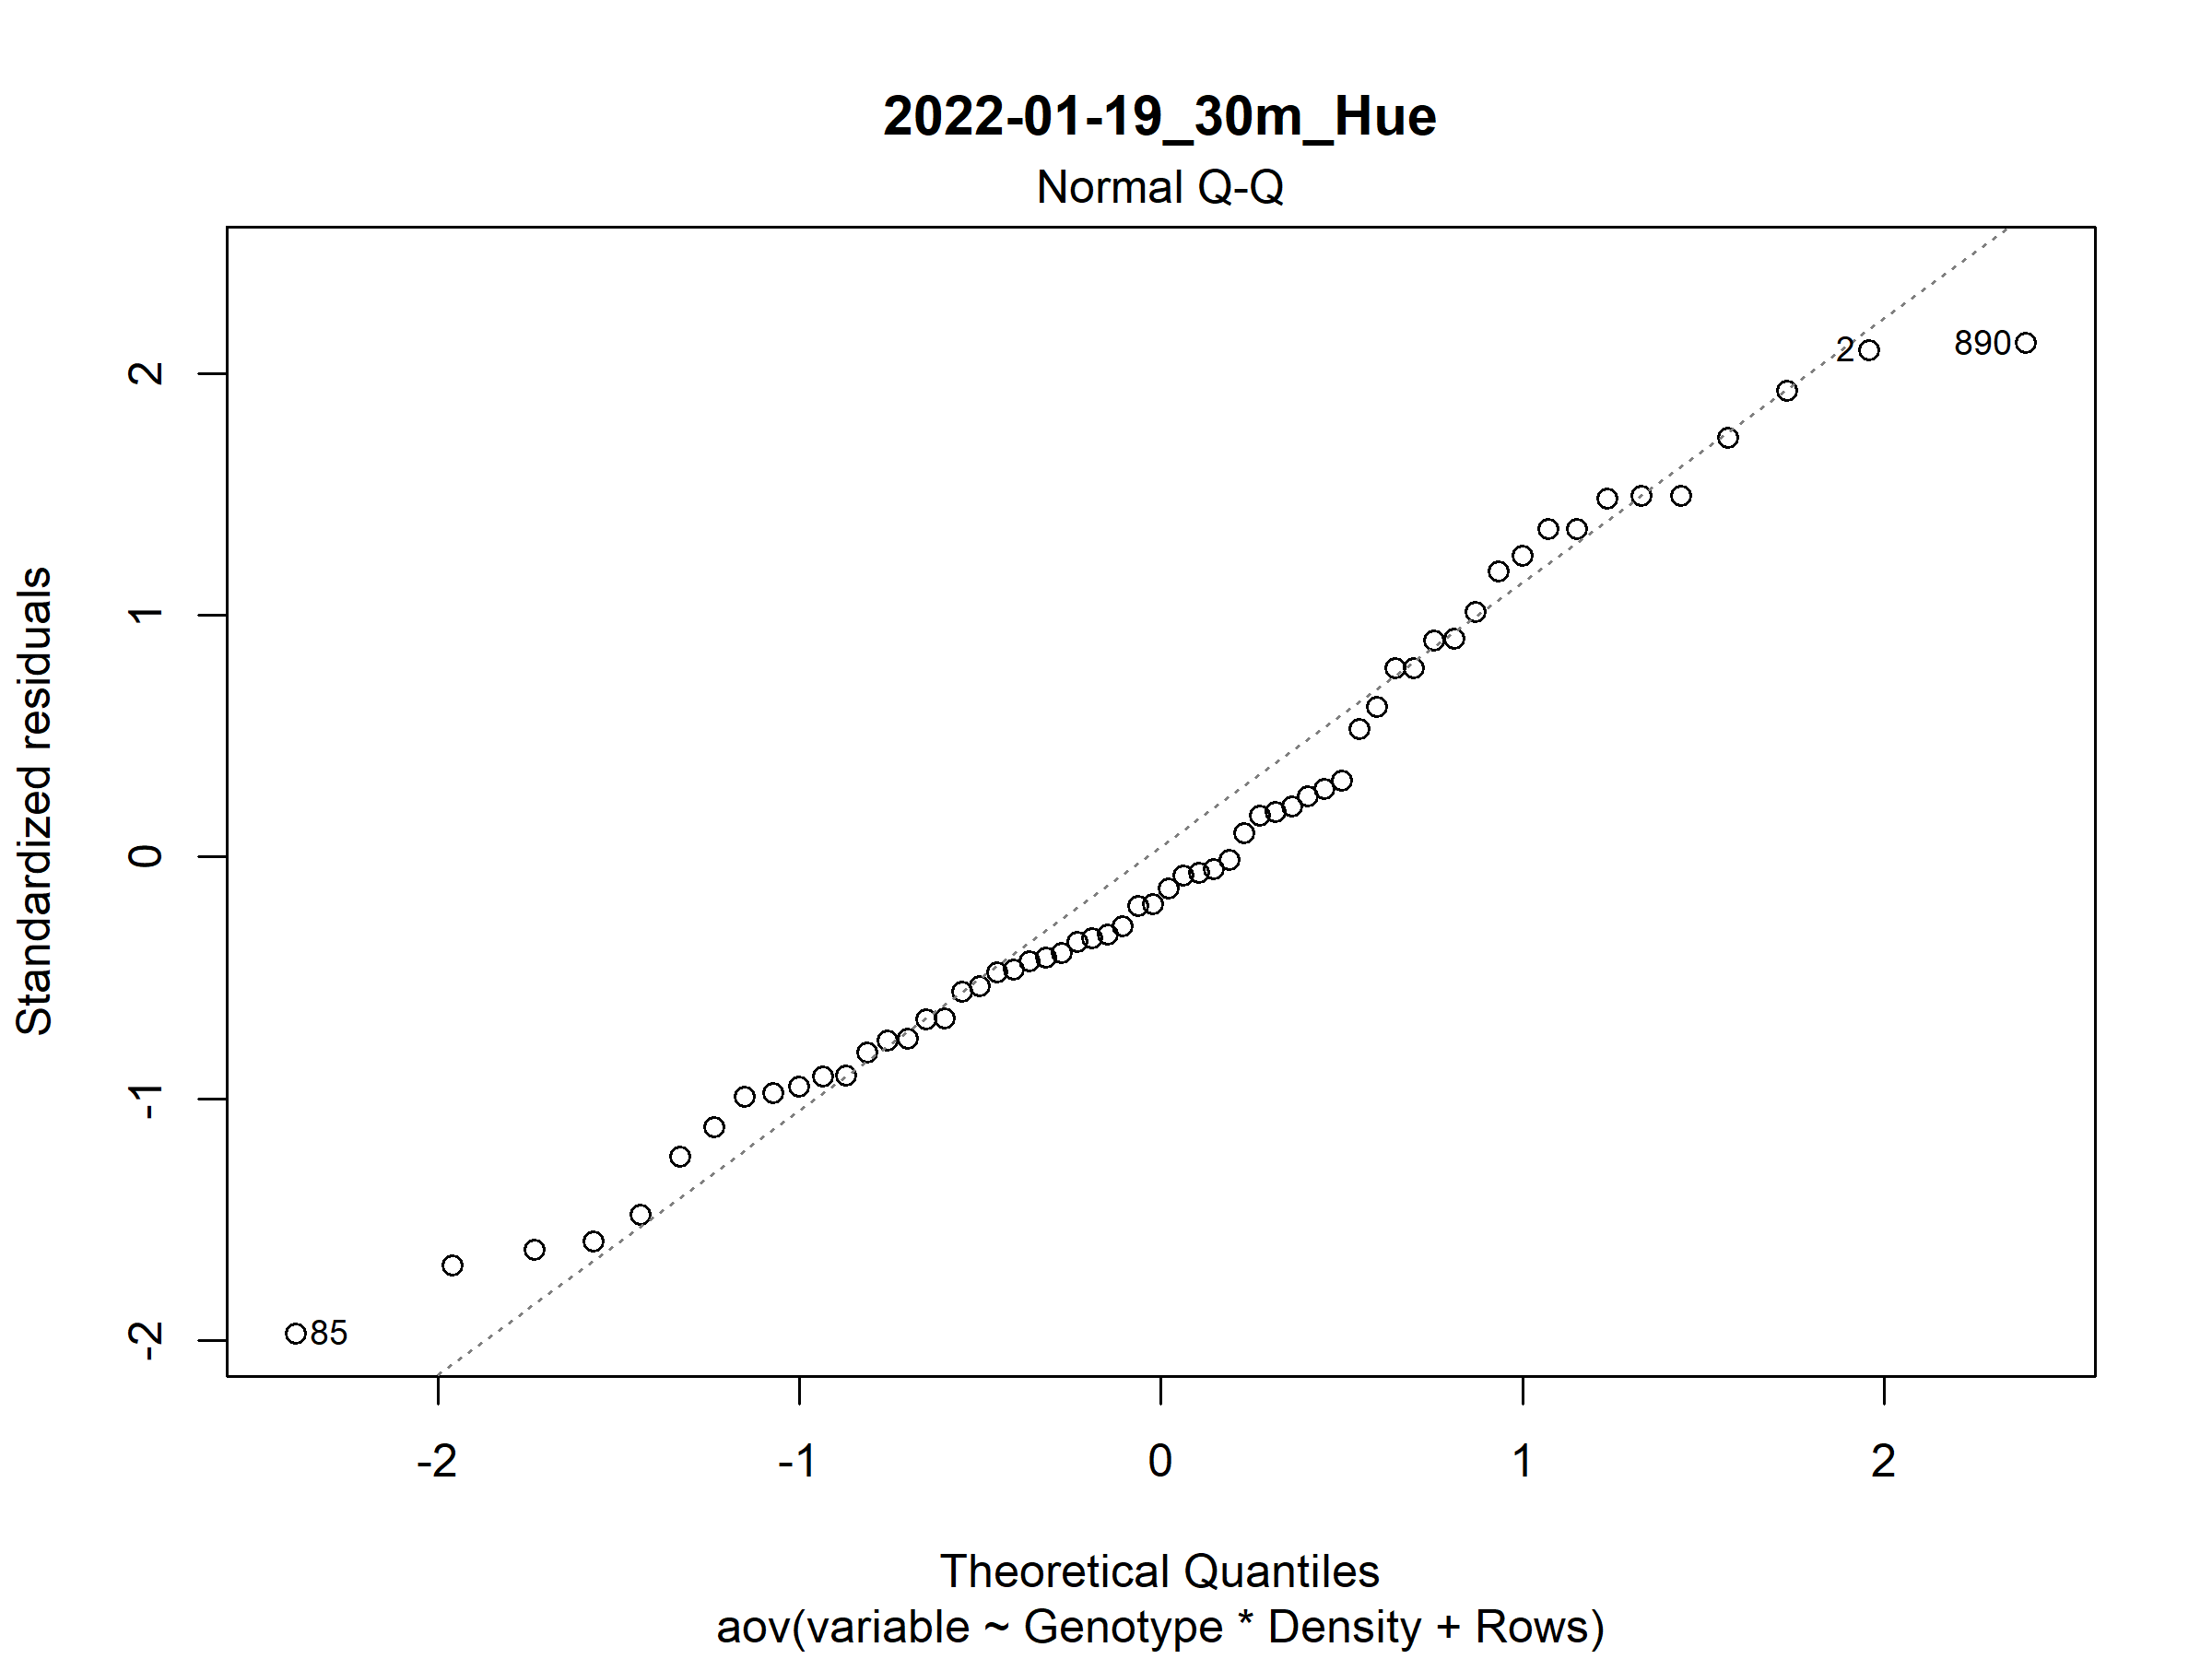 2022-01-19_30m_Hue
Normal Q-Q
Standardized residuals
2
1
0
-1
-2
2
890
85
-2
-1
0
1
2
Theoretical Quantiles
aov(variable ~ Genotype * Density + Rows)